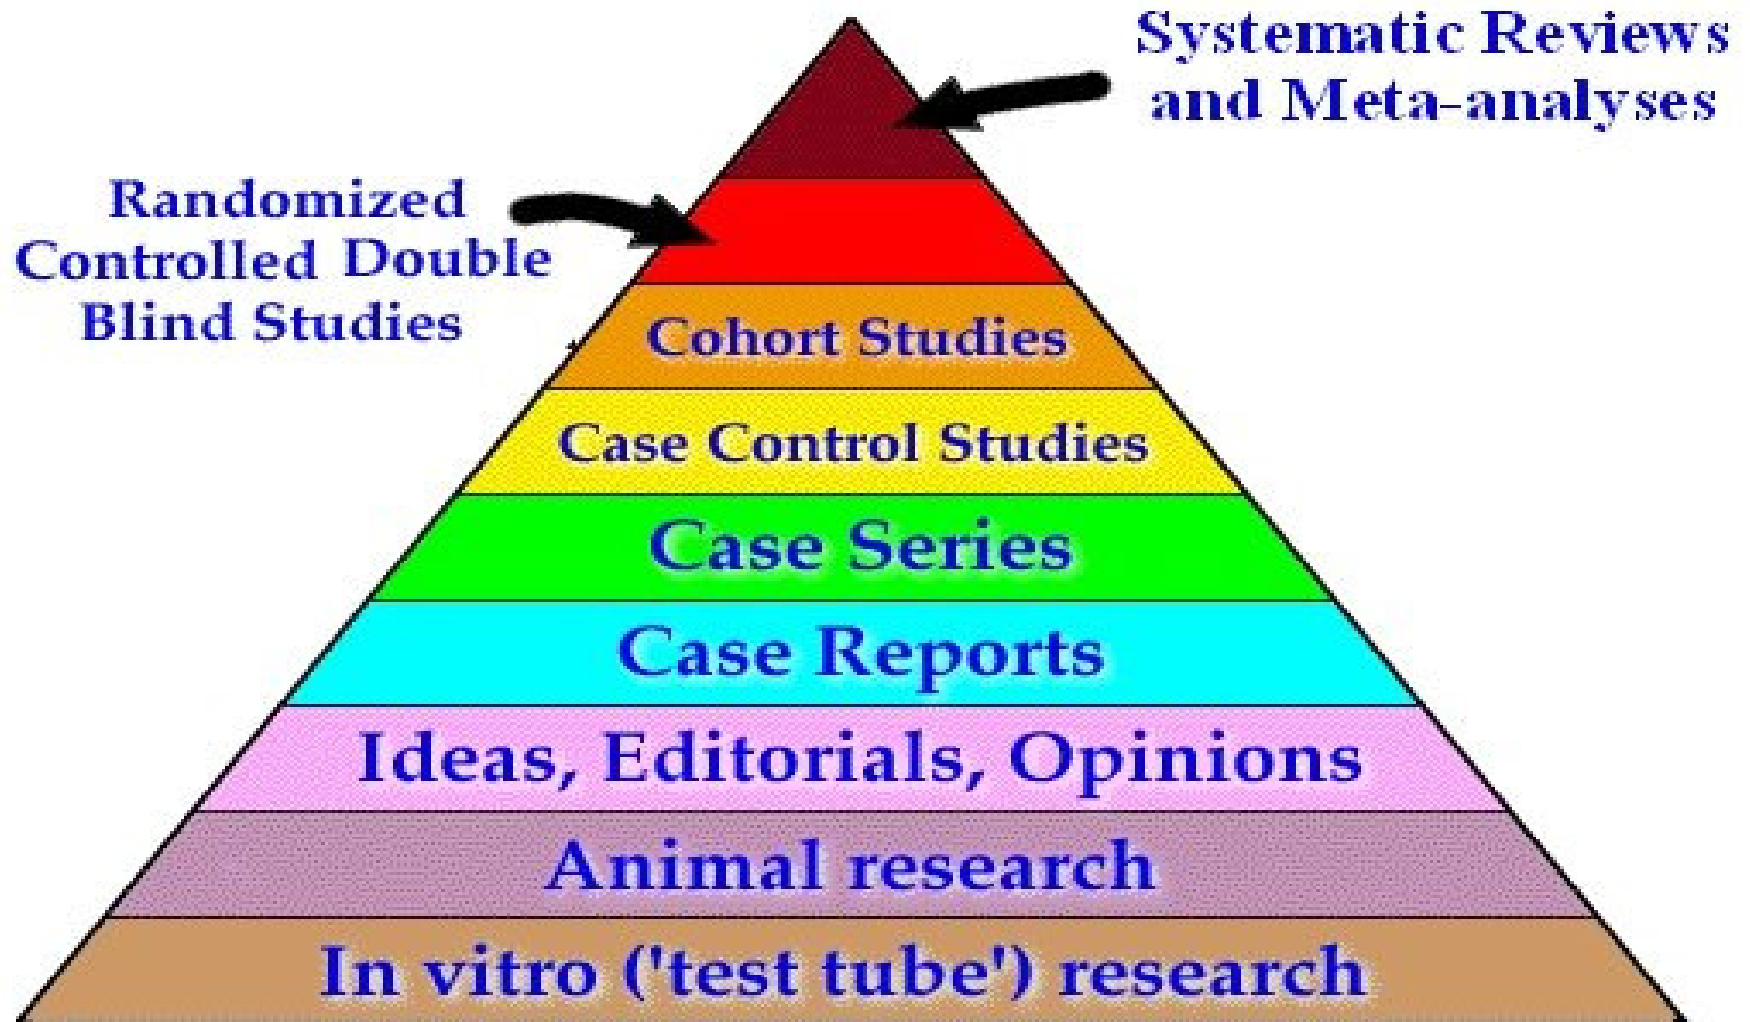 Systematic Reviews
and Meta-analyses
Randomized
Controlled Double
Blind Studies
Cohort Studies
Case Control Studies
Case Series
Case Reports
Ideas, Editorials, Opinions
Animal research
In vitro ('test tube') research